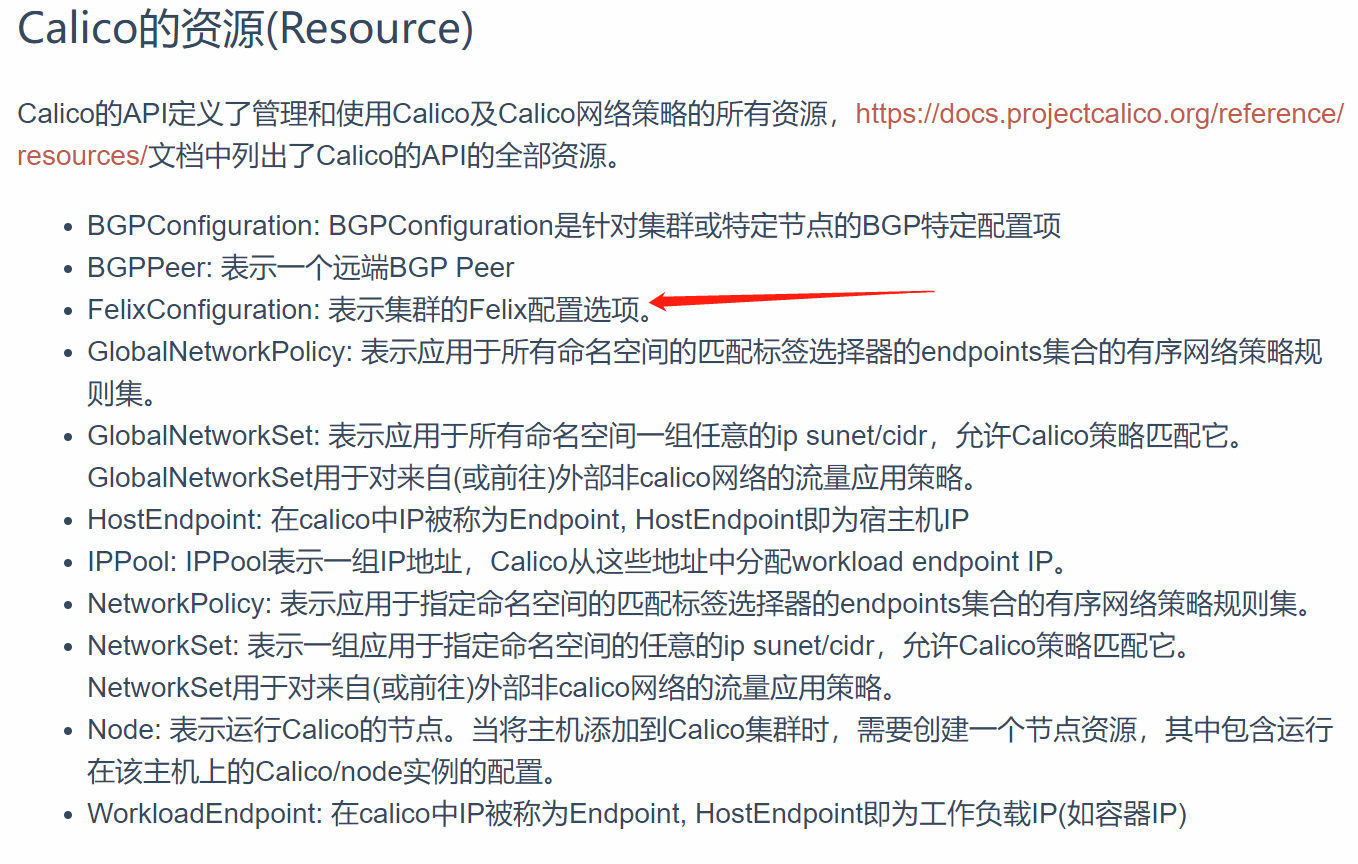 Calico的资源(Resource)
Calico的API定义了管理和使用Calico及Calico网络策略的所有资源，https://docs.projectcalico.org/reference/
resources/文档中列出了Calico的API的全部资源。
BGPConfiguration: BGPConfiguration是针对集群或特定节点的BGP特定配置项
BGPPeer: 表示一个远端BGP Peer
FelixConfiguration: 表示集群的Felix配置选项。
GlobalNetworkPolicy: 表示应用于所有命名空间的匹配标签选择器的endpoints集合的有序网络策略规
则集。
GlobalNetworkSet: 表示应用于所有命名空间一组任意的ip sunet/cidr，允许Calico策略匹配它。
GlobalNetworkSet用于对来自(或前往)外部非calico网络的流量应用策略。
HostEndpoint: 在calico中IP被称为Endpoint, HostEndpoint即为宿主机IP
IPPool: IPPool表示一组IP地址，Calico从这些地址中分配workload endpoint IP。
NetworkPolicy: 表示应用于指定命名空间的匹配标签选择器的endpoints集合的有序网络策略规则集。
NetworkSet: 表示一组应用于指定命名空间的任意的ip sunet/cidr，允许Calico策略匹配它。
NetworkSet用于对来自(或前往)外部非calico网络的流量应用策略。
Node: 表示运行Calico的节点。当将主机添加到Calico集群时，需要创建一个节点资源，其中包含运行
在该主机上的Calico/node实例的配置。
WorkloadEndpoint: 在calico中IP被称为Endpoint, HostEndpoint即为工作负载IP(如容器IP)